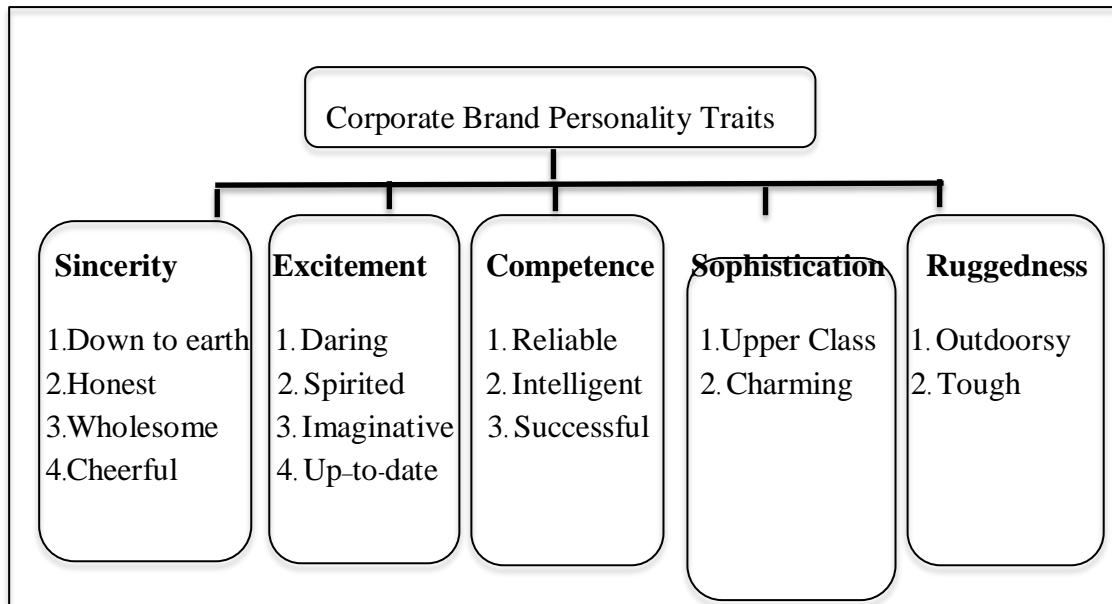 Corporate Brand Personality Traits
Sincerity
1.Down to earth
2.Honest
3.Wholesome
4.Cheerful
Excitement
1. Daring
2. Spirited
3. Imaginative
4. Up-to-date
Competence
1. Reliable
2. Intelligent
3. Successful
Sophistication
1.Upper Class
2. Charming
Ruggedness
1. Outdoorsy
2. Tough